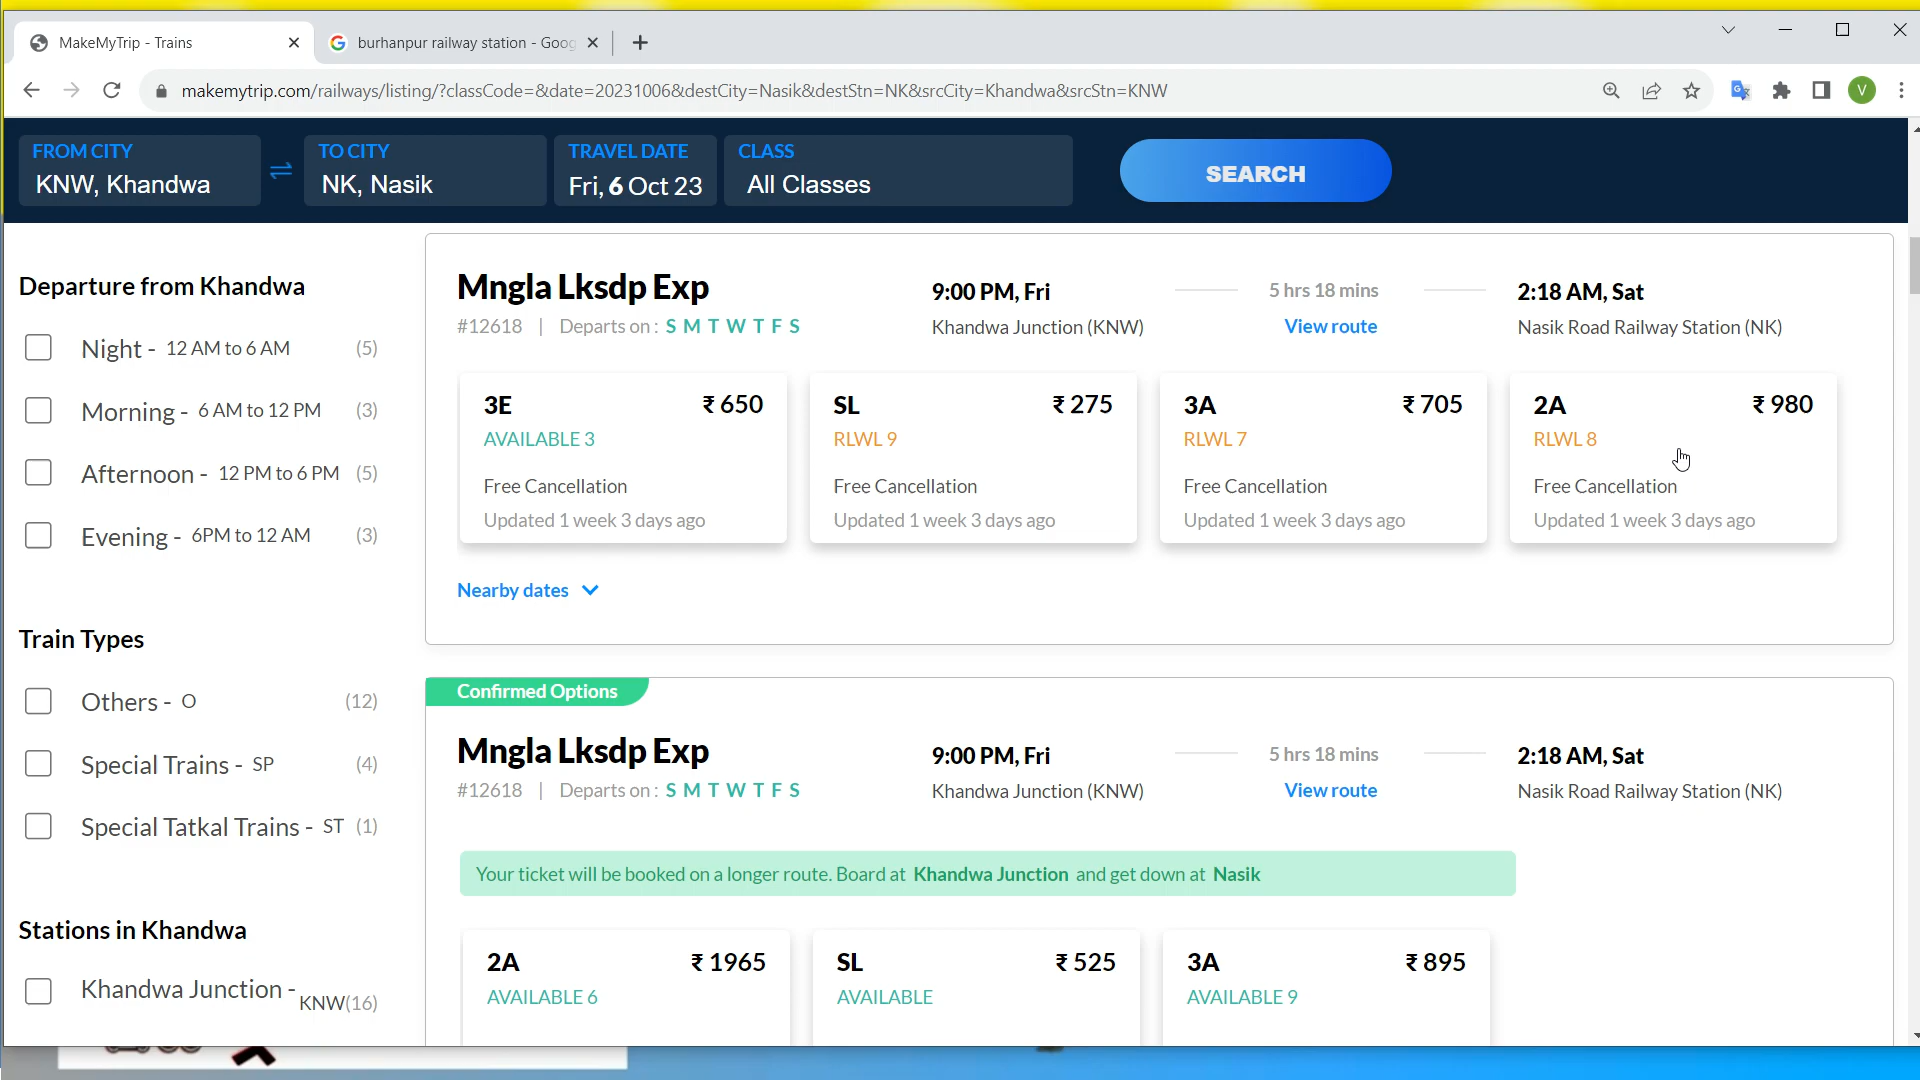 MakeMyTrip - Trains
burhanpur railway station - Goog
makemytrip.com/railways/listing/?classCode=&date=20231006&destCity=Nasik&destStn=NK&srcCity=Khandwa&srcStn=KNW
V
FROM CITY
KNW, Khandwa
TO CITY
NK, Nasik
TRAVEL DATE
Fri, 6 Oct 23
CLASS
All Classes
SEARCH
Departure from Khandwa
Night - 12 AM to 6 AM (5)
Morning - 6 AM to 12 PM (3)
Afternoon - 12 PM to 6 PM (5)
Evening - 6PM to 12 AM (3)
Train Types
Others - O (12)
Special Trains - SP (4)
Special Tatkal Trains - ST (1)
Stations in Khandwa
Khandwa Junction - KNW(16)
Mngla Lksdp Exp
#12618 | Departs on : S M T W T F S
9:00 PM, Fri
Khandwa Junction (KNW)
5 hrs 18 mins
View route
2:18 AM, Sat
Nasik Road Railway Station (NK)
3E ₹ 650
AVAILABLE 3
Free Cancellation
Updated 1 week 3 days ago
SL ₹ 275
RLWL 9
Free Cancellation
Updated 1 week 3 days ago
3A ₹ 705
RLWL 7
Free Cancellation
Updated 1 week 3 days ago
2A ₹ 980
RLWL 8
Free Cancellation
Updated 1 week 3 days ago
Nearby dates
Confirmed Options
Mngla Lksdp Exp
#12618 | Departs on : S M T W T F S
9:00 PM, Fri
Khandwa Junction (KNW)
5 hrs 18 mins
View route
2:18 AM, Sat
Nasik Road Railway Station (NK)
Your ticket will be booked on a longer route. Board at Khandwa Junction and get down at Nasik
2A ₹ 1965
AVAILABLE 6
SL ₹ 525
AVAILABLE
3A ₹ 895
AVAILABLE 9